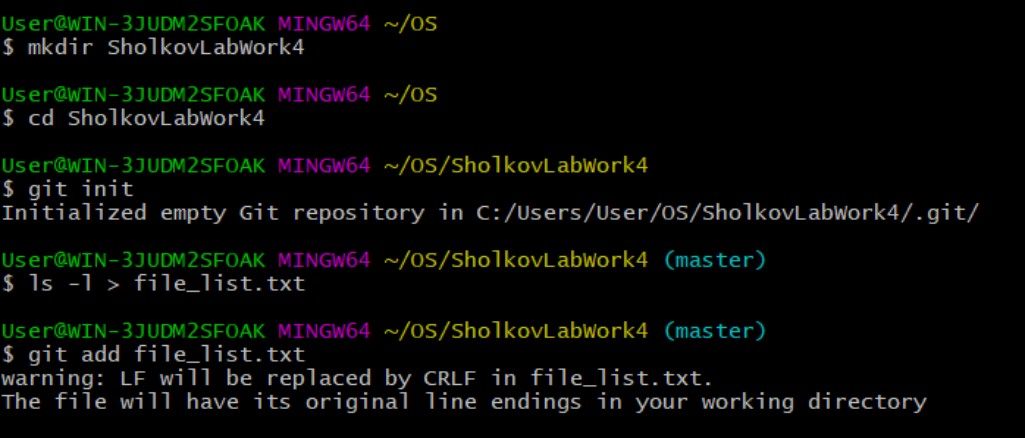 User@WIN-3JUDM2SFOAK MINGW64 ~/OS
$ mkdir SholkovLabWork4
User@WIN-3JUDM2SFOAK MINGW64 ~/OS
$ cd SholkovLabWork4
User@WIN-3JUDM2SFOAK MINGW64 ~/OS/SholkovLabWork4
$ git init
Initialized empty Git repository in C:/Users/User/OS/SholkovLabWork4/.git/
User@WIN-3JUDM2SFOAK MINGW64 ~/OS/SholkovLabWork4 (master)
$ ls -l > file_list.txt
User@WIN-3JUDM2SFOAK MINGW64 ~/OS/SholkovLabWork4 (master)
$ git add file_list.txt
warning: LF will be replaced by CRLF in file_list.txt.
The file will have its original line endings in your working directory